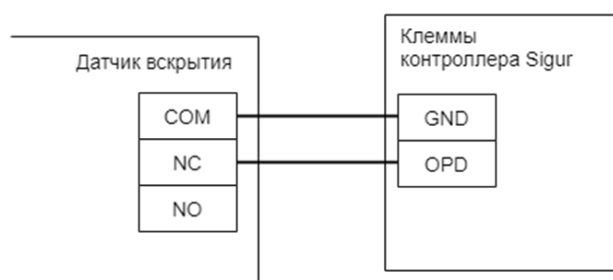 Датчик вскрытия
COM
NC
NO
Клеммы
контроллера Sigur
GND
OPD